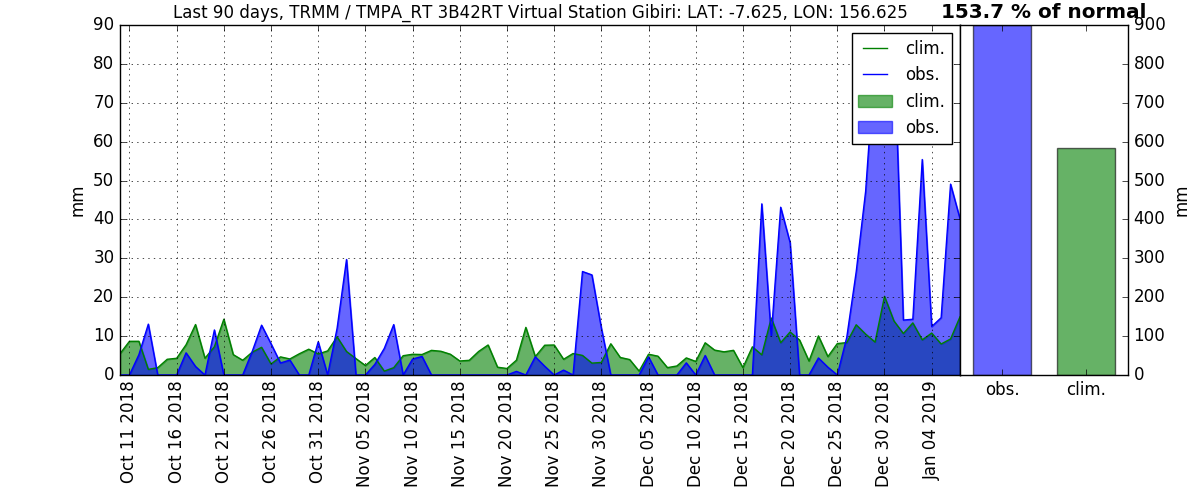 Last 90 days, TRMM / TMPA_RT 3B42RT Virtual Station Gibiri: LAT: -7.625, LON: 156.625
153.7 % of normal
90
80
70
60
50
40
30
20
10
0
mm
clim.
obs.
clim.
obs.
900
800
700
600
500
400
300
200
100
0
mm
Oct 11 2018
Oct 16 2018
Oct 21 2018
Oct 26 2018
Oct 31 2018
Nov 05 2018
Nov 10 2018
Nov 15 2018
Nov 20 2018
Nov 25 2018
Nov 30 2018
Dec 05 2018
Dec 10 2018
Dec 15 2018
Dec 20 2018
Dec 25 2018
Dec 30 2018
Jan 04 2019
obs.
clim.